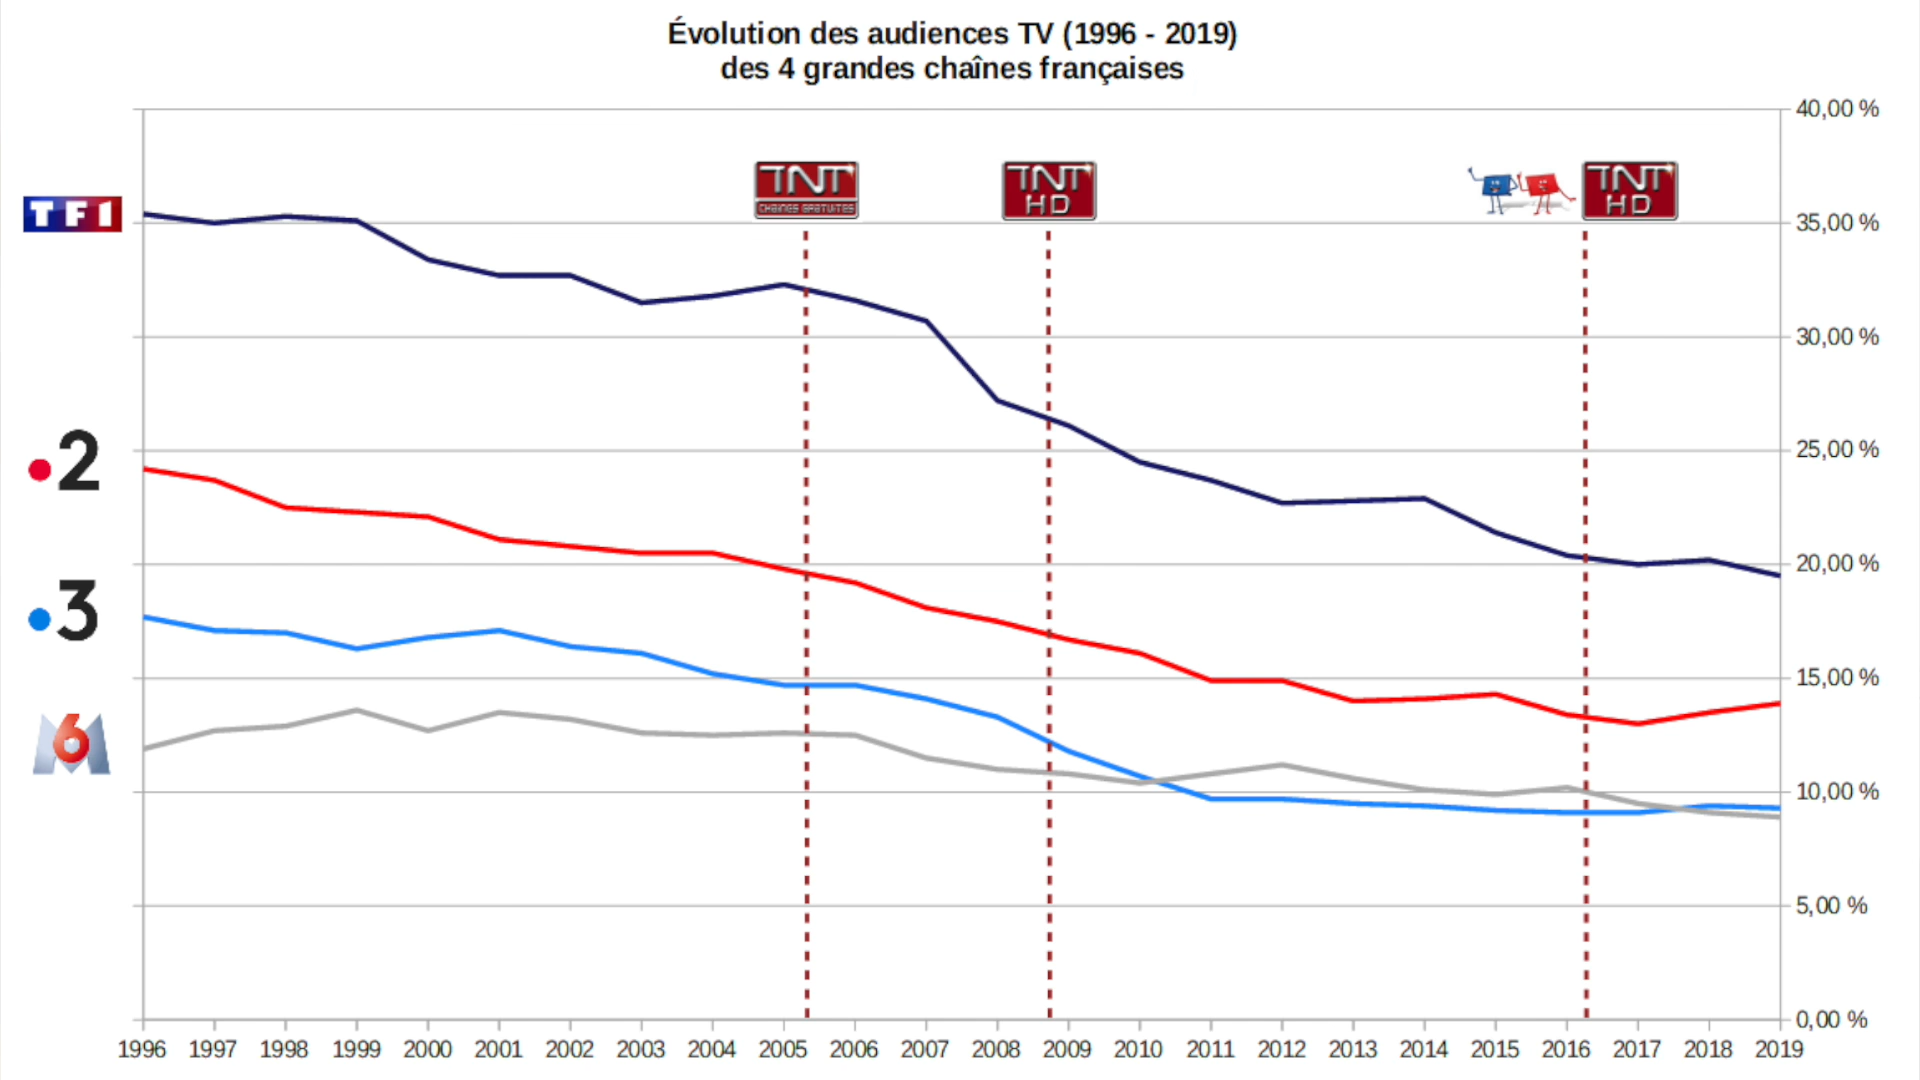 Évolution des audiences TV (1996 - 2019)
des 4 grandes chaînes françaises
40,00 %
TNT
CHAINES GRATUITES
TNT
HD
TNT
HD
TF1
35,00 %
30,00 %
2
25,00 %
20,00 %
3
15,00 %
M6
10,00 %
5,00 %
0,00 %
1996 1997 1998 1999 2000 2001 2002 2003 2004 2005 2006 2007 2008 2009 2010 2011 2012 2013 2014 2015 2016 2017 2018 2019